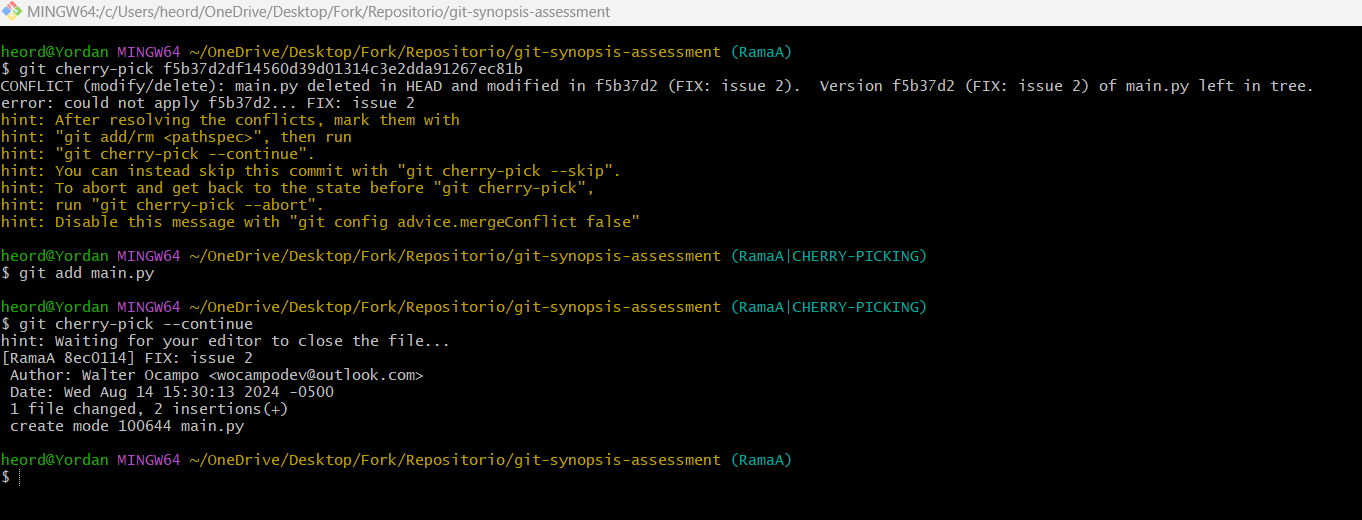 MINGW64:/c/Users/heord/OneDrive/Desktop/Fork/Repositorio/git-synopsis-assessment
heord@Yordan MINGW64 ~/OneDrive/Desktop/Fork/Repositorio/git-synopsis-assessment (RamaA)
$ git cherry-pick f5b37d2df14560d39d01314c3e2dda91267ec81b
CONFLICT (modify/delete): main.py deleted in HEAD and modified in f5b37d2 (FIX: issue 2).  Version f5b37d2 (FIX: issue 2) of main.py left in tree.
error: could not apply f5b37d2... FIX: issue 2
hint: After resolving the conflicts, mark them with
hint: "git add/rm <pathspec>", then run
hint: "git cherry-pick --continue".
hint: You can instead skip this commit with "git cherry-pick --skip".
hint: To abort and get back to the state before "git cherry-pick",
hint: run "git cherry-pick --abort".
hint: Disable this message with "git config advice.mergeConflict false"
heord@Yordan MINGW64 ~/OneDrive/Desktop/Fork/Repositorio/git-synopsis-assessment (RamaA|CHERRY-PICKING)
$ git add main.py
heord@Yordan MINGW64 ~/OneDrive/Desktop/Fork/Repositorio/git-synopsis-assessment (RamaA|CHERRY-PICKING)
$ git cherry-pick --continue
hint: Waiting for your editor to close the file...
[RamaA 8ec0114] FIX: issue 2
 Author: Walter Ocampo <wocampodev@outlook.com>
 Date: Wed Aug 14 15:30:13 2024 -0500
 1 file changed, 2 insertions(+)
 create mode 100644 main.py
heord@Yordan MINGW64 ~/OneDrive/Desktop/Fork/Repositorio/git-synopsis-assessment (RamaA)
$